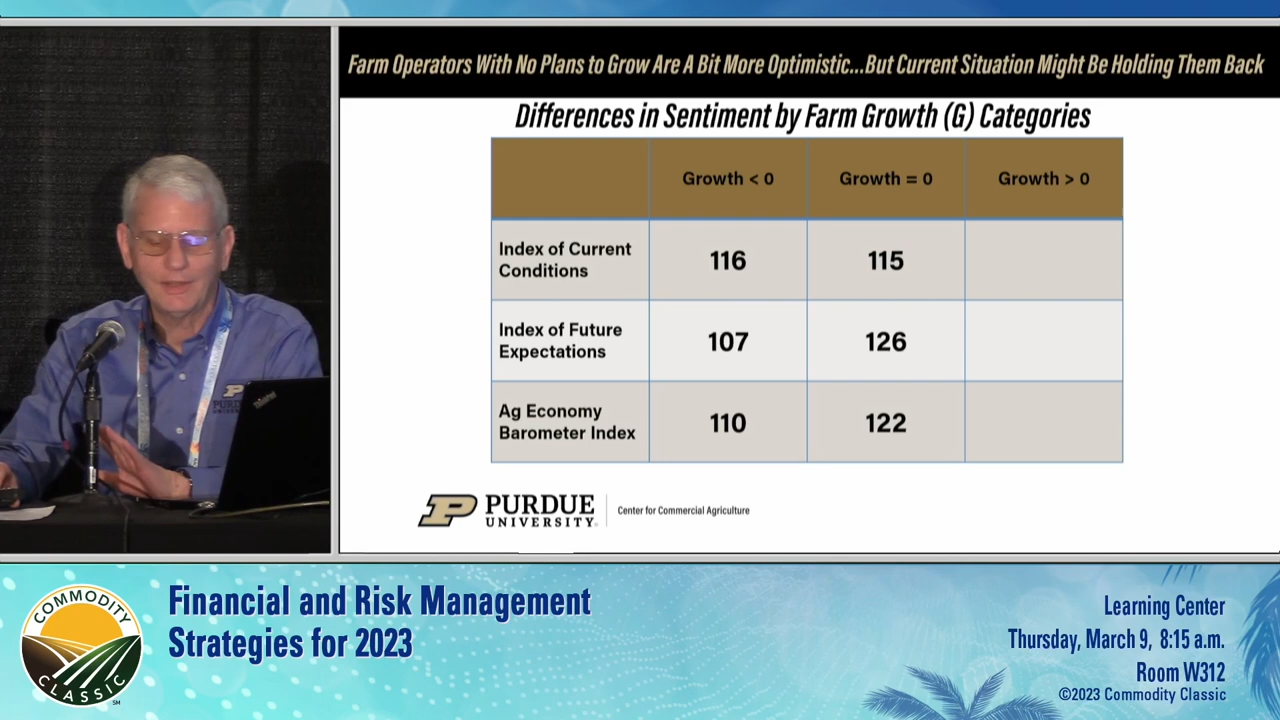 Farm Operators With No Plans to Grow Are A Bit More Optimistic...But Current Situation Might Be Holding Them Back
Differences in Sentiment by Farm Growth (G) Categories
Growth < 0
Growth = 0
Growth > 0
Index of Current
Conditions
116
115
Index of Future
Expectations
107
126
Ag Economy
Barometer Index
110
122
PURDUE
UNIVERSITY
Center for Commercial Agriculture
ThinkPad
COMMODITY
CLASSIC
SM
Financial and Risk Management
Strategies for 2023
Learning Center
Thursday, March 9, 8:15 a.m.
Room W312
©2023 Commodity Classic